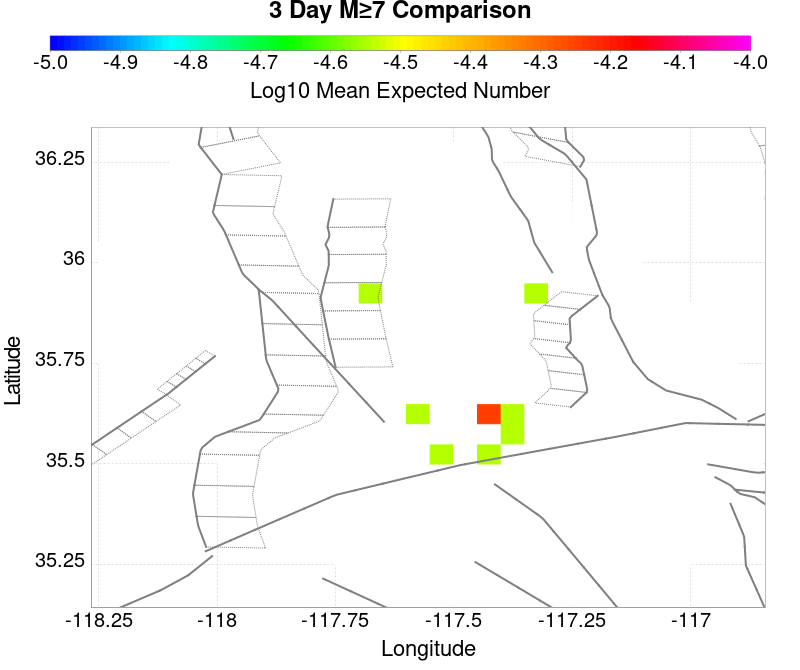 3 Day M≥7 Comparison
-5.0 -4.9 -4.8 -4.7 -4.6 -4.5 -4.4 -4.3 -4.2 -4.1 -4.0
Log10 Mean Expected Number
36.25
36
35.75
35.5
35.25
Latitude
-118.25 -118 -117.75 -117.5 -117.25 -117
Longitude